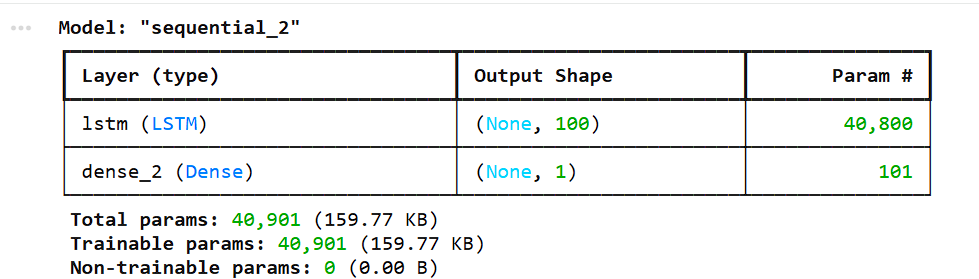 Model: "sequential_2"
Layer (type) Output Shape Param #
lstm (LSTM) (None, 100) 40,800
dense_2 (Dense) (None, 1) 101
Total params: 40,901 (159.77 KB)
Trainable params: 40,901 (159.77 KB)
Non-trainable params: 0 (0.00 B)